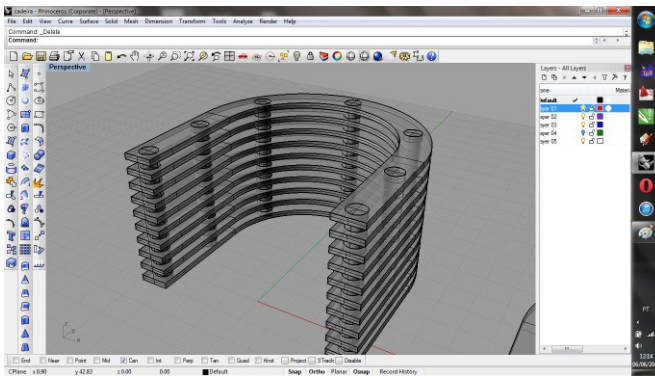 cadeira - Rhinoceros (Corporate) - [Perspective]
File Edit View Curve Surface Solid Mesh Dimension Transform Tools Analyze Render Help
Command: _Delete
Command:
Perspective
Layers - All Layers
Default
Layer 01
Layer 02
Layer 03
Layer 04
Layer 05
z
y
x
End Near Point Mid Cen Int Perp Tan Quad Knot Project STrack Disable
CPlane x 0.90 y 42.83 z 0.00 0.00 Default Snap Ortho Planar Osnap Record History
PT
12:04